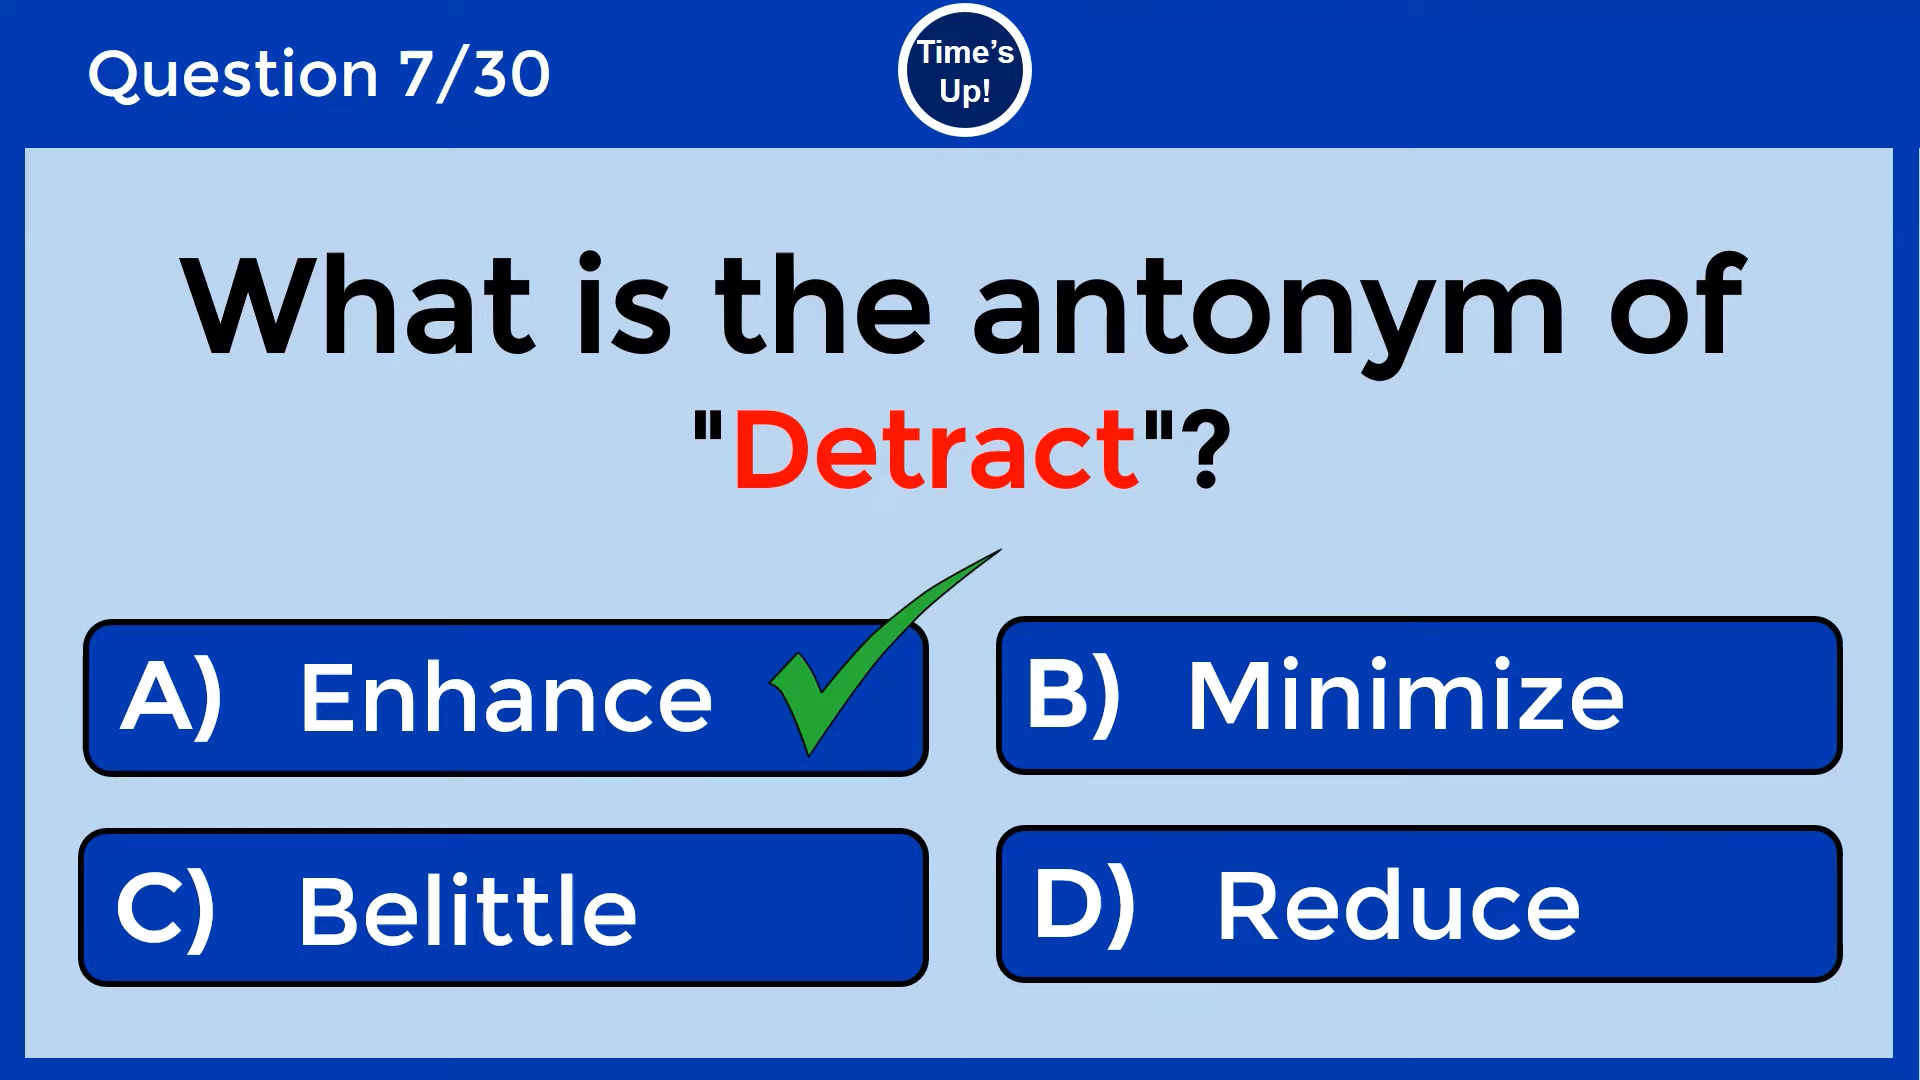 Question 7/30
Time’s
Up!
What is the antonym of
"Detract"?
A) Enhance
B) Minimize
C) Belittle
D) Reduce